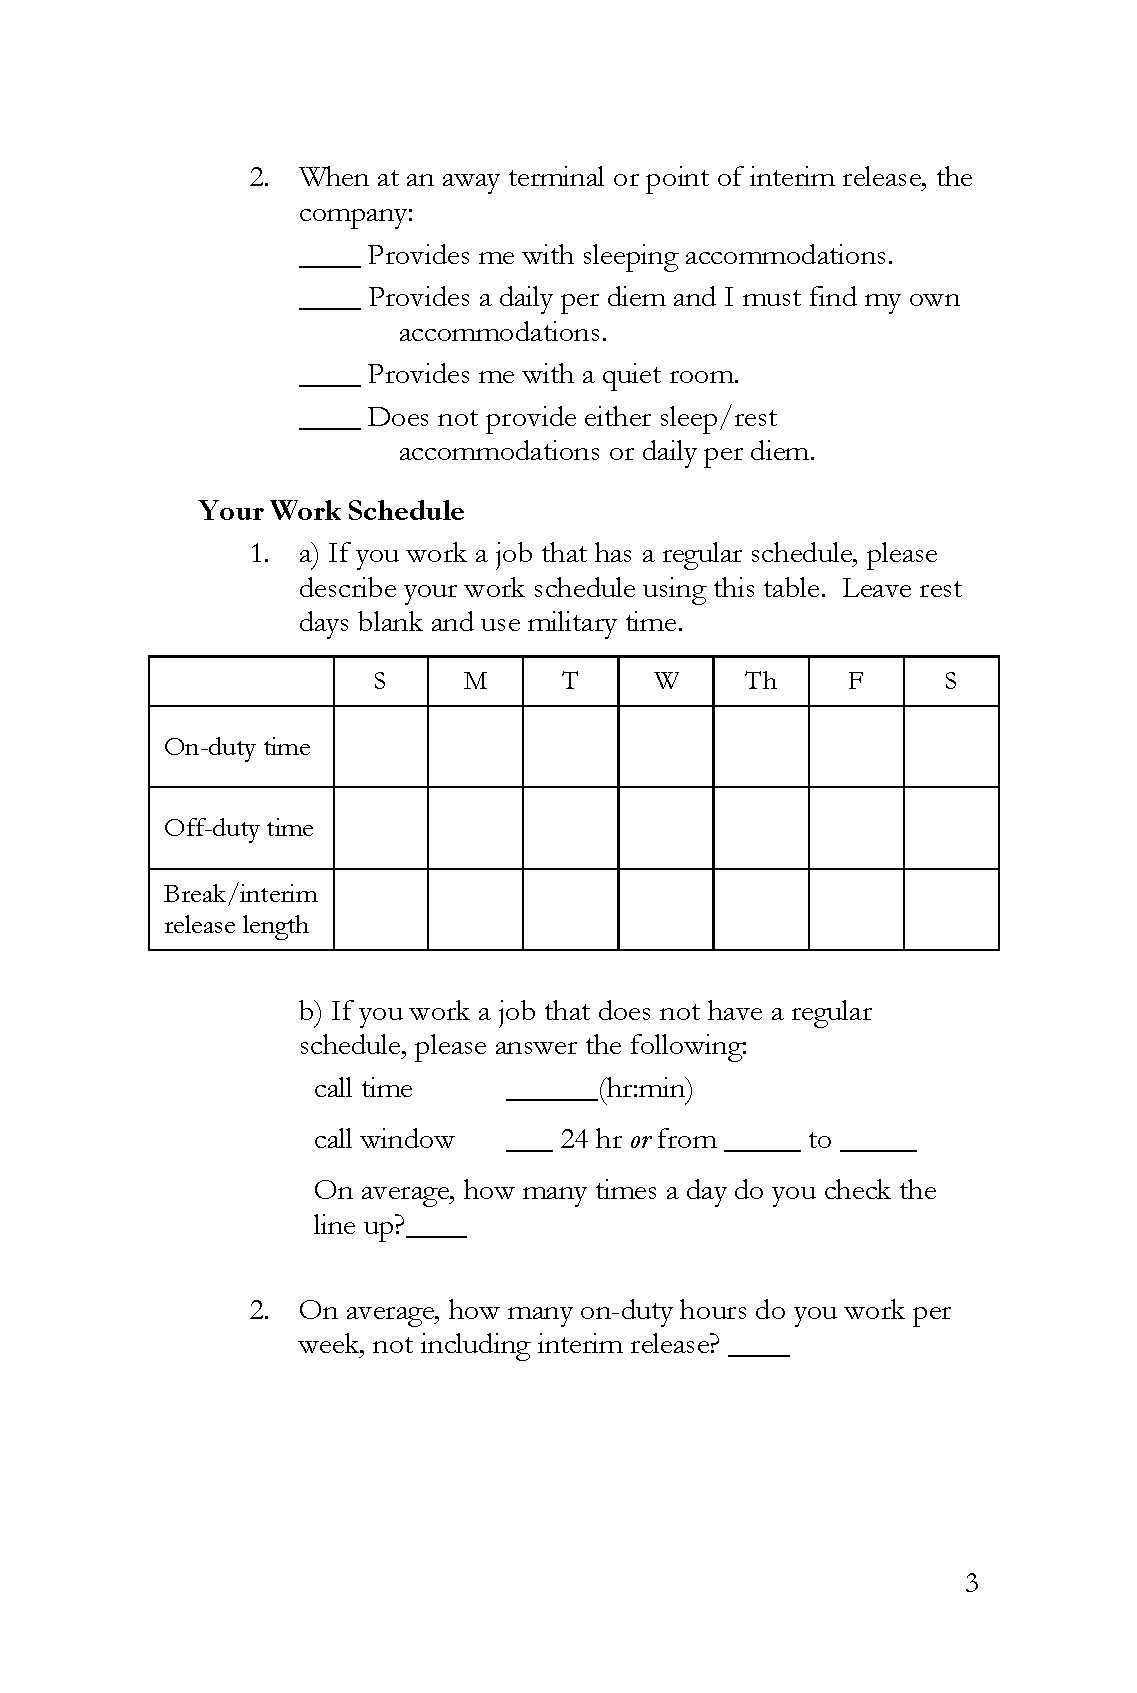 2. When at an away terminal or point of interim release, the
company:
____ Provides me with sleeping accommodations.
____ Provides a daily per diem and I must find my own
accommodations.
____ Provides me with a quiet room.
____ Does not provide either sleep/rest
accommodations or daily per diem.
Your Work Schedule
1. a) If you work a job that has a regular schedule, please
describe your work schedule using this table. Leave rest
days blank and use military time.
S M T W Th F S
On-duty time
Off-duty time
Break/interim
release length
b) If you work a job that does not have a regular
schedule, please answer the following:
call time ______(hr:min)
call window ___ 24 hr or from _____ to _____
On average, how many times a day do you check the
line up?____
2. On average, how many on-duty hours do you work per
week, not including interim release? ____
3